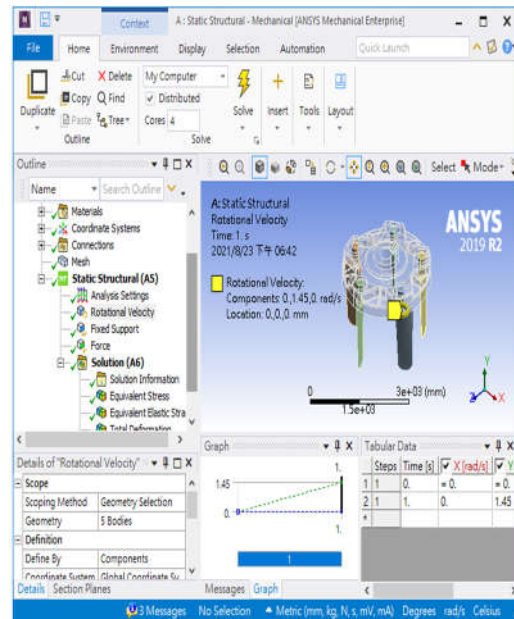 Context
A : Static Structural - Mechanical [ANSYS Mechanical Enterprise]
File Home Environment Display Selection Automation Quick Launch
Duplicate
Cut
Copy
Paste
Delete
Find
Tree
Outline
My Computer
Distributed
Cores 4
Solve
Solve
Insert
Tools
Layout
Select Mode
Outline
Name Search Outline
Materials
Coordinate Systems
Connections
Mesh
Static Structural (A5)
Analysis Settings
Rotational Velocity
Fixed Support
Force
Solution (A6)
Solution Information
Equivalent Stress
Equivalent Elastic Stra
Total Deformation
A: Static Structural
Rotational Velocity
Time: 1. s
2021/8/23 下午 06:42
Rotational Velocity:
Components: 0.,1.45,0. rad/s
Location: 0.,0.,0. mm
ANSYS
2019 R2
0
3e+03 (mm)
1.5e+03
Y
Z
X
Details of "Rotational Velocity"
Scope
Scoping Method Geometry Selection
Geometry 5 Bodies
Definition
Define By Components
Coordinate System Global Coordinate Sy
Details Section Planes
Graph
1.
1.45
0.
1.
1
Messages Graph
Tabular Data
Steps Time [s] X [rad/s] Y
1 1 0. = 0. = 0.
2 1 1. 0. 1.45
*
3 Messages No Selection Metric (mm, kg, N, s, mV, mA) Degrees rad/s Celsius